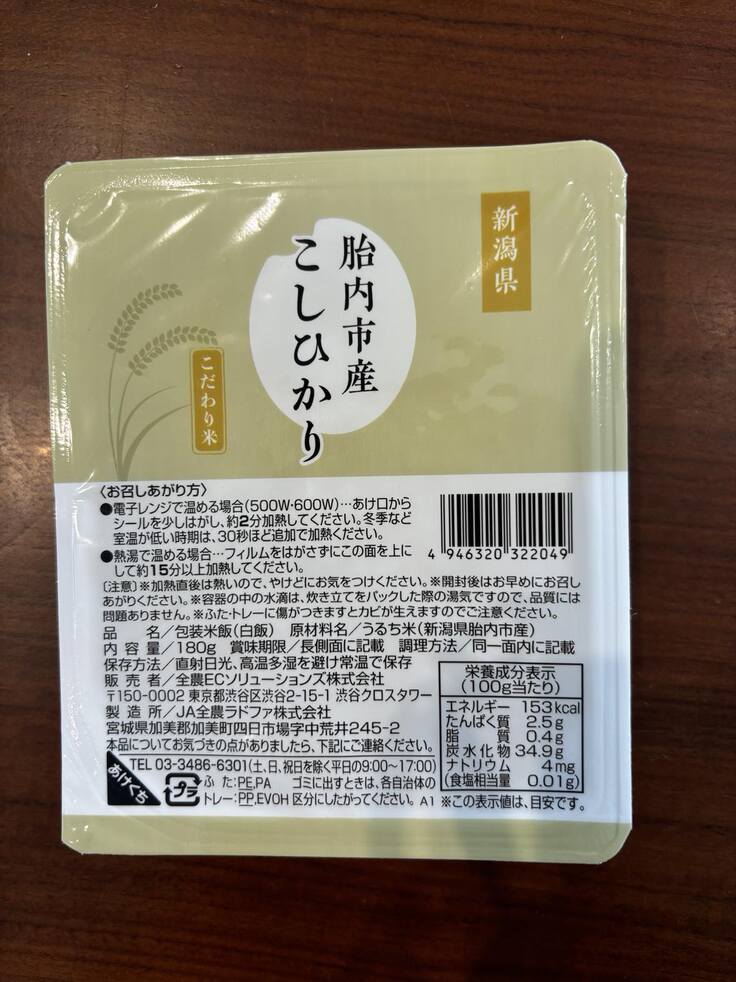 新潟県
胎内市産
こしひかり
こだわり米
〈お召しあがり方〉
●電子レンジで温める場合(500W・600W)…あけ口から
シールを少しはがし、約2分加熱してください。冬季など
室温が低い時期は、30秒ほど追加で加熱ください。
●熱湯で温める場合…フィルムをはがさずにこの面を上に
して約15分以上加熱してください。
〔注意〕※加熱直後は熱いので、やけどにお気をつけください。※開封後はお早めにお召し
あがりください。※容器の中の水滴は、炊き立てをパックした際の湯気ですので、品質には
問題ありません。※ふた・トレーに傷がつきますとカビが生えますのでご注意ください。
4 946320 322049
品名/包装米飯(白飯) 原材料名/うるち米(新潟県胎内市産)
内容量/180g 賞味期限/長側面に記載 調理方法/同一面内に記載
保存方法/直射日光、高温多湿を避け常温で保存
販売者/全農ECソリューションズ株式会社
〒150-0002 東京都渋谷区渋谷2-15-1 渋谷クロスタワー
製造所/JA全農ラドファ株式会社
宮城県加美郡加美町四日市場字中荒井245-2
本品についてお気づきの点がありましたら、下記にご連絡ください。
TEL 03-3486-6301(土、日、祝日を除く平日の9:00~17:00)
あけくち
プラ
ふた:PE,PA ゴミに出すときは、各自治体の
トレー:PP,EVOH 区分にしたがってください。 A1
栄養成分表示
(100g当たり)
エネルギー 153kcal
たんぱく質 2.5g
脂質 0.4g
炭水化物 34.9g
ナトリウム 4mg
(食塩相当量 0.01g)
※この表示値は、目安です。